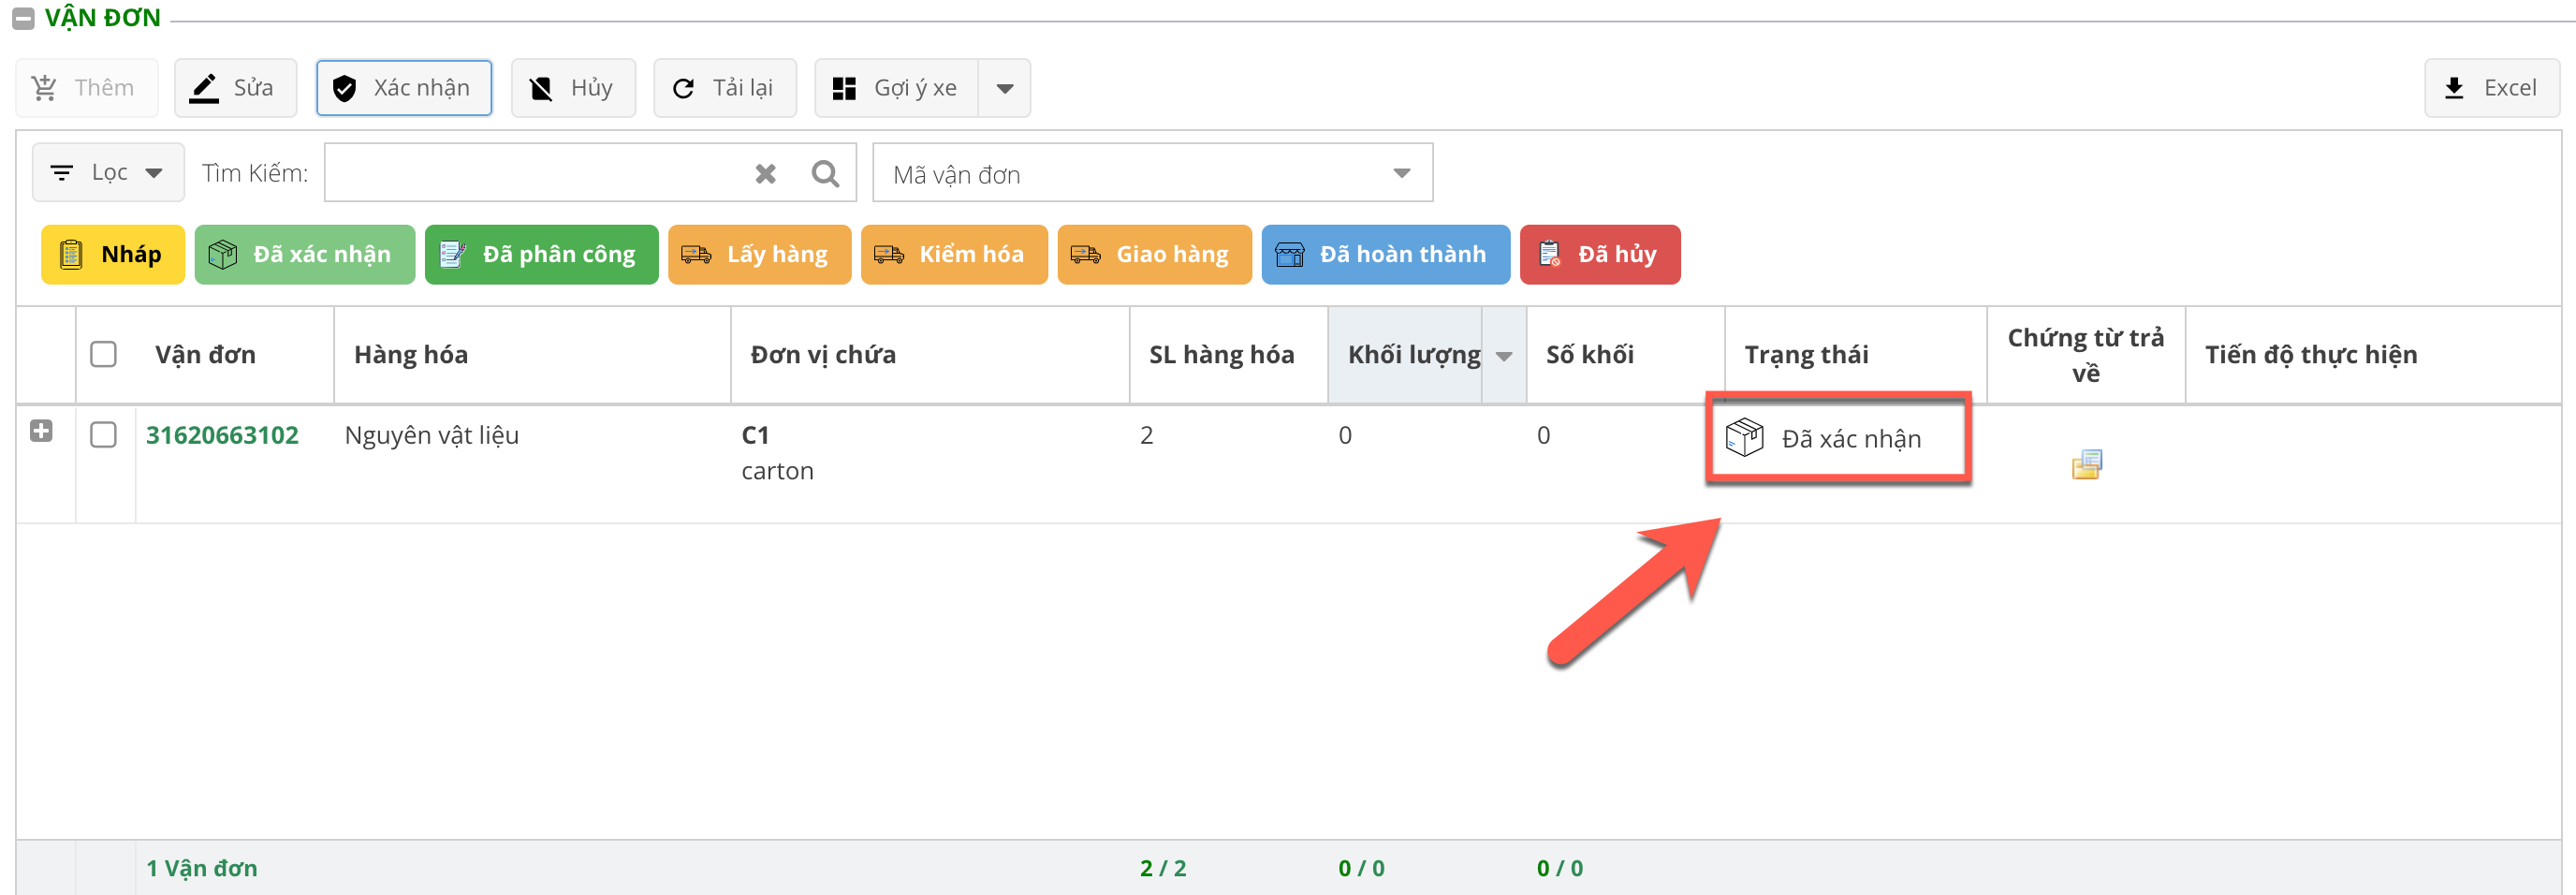 VẬN ĐƠN
Thêm Sửa Xác nhận Hủy Tải lại Gợi ý xe Excel
Lọc Tìm Kiếm: Mã vận đơn
Nháp Đã xác nhận Đã phân công Lấy hàng Kiểm hóa Giao hàng Đã hoàn thành Đã hủy
Vận đơn Hàng hóa Đơn vị chứa SL hàng hóa Khối lượng Số khối Trạng thái Chứng từ trả
về
Tiến độ thực hiện
31620663102 Nguyên vật liệu C1 2 0 0 Đã xác nhận
carton
1 Vận đơn 2 / 2 0 / 0 0 / 0